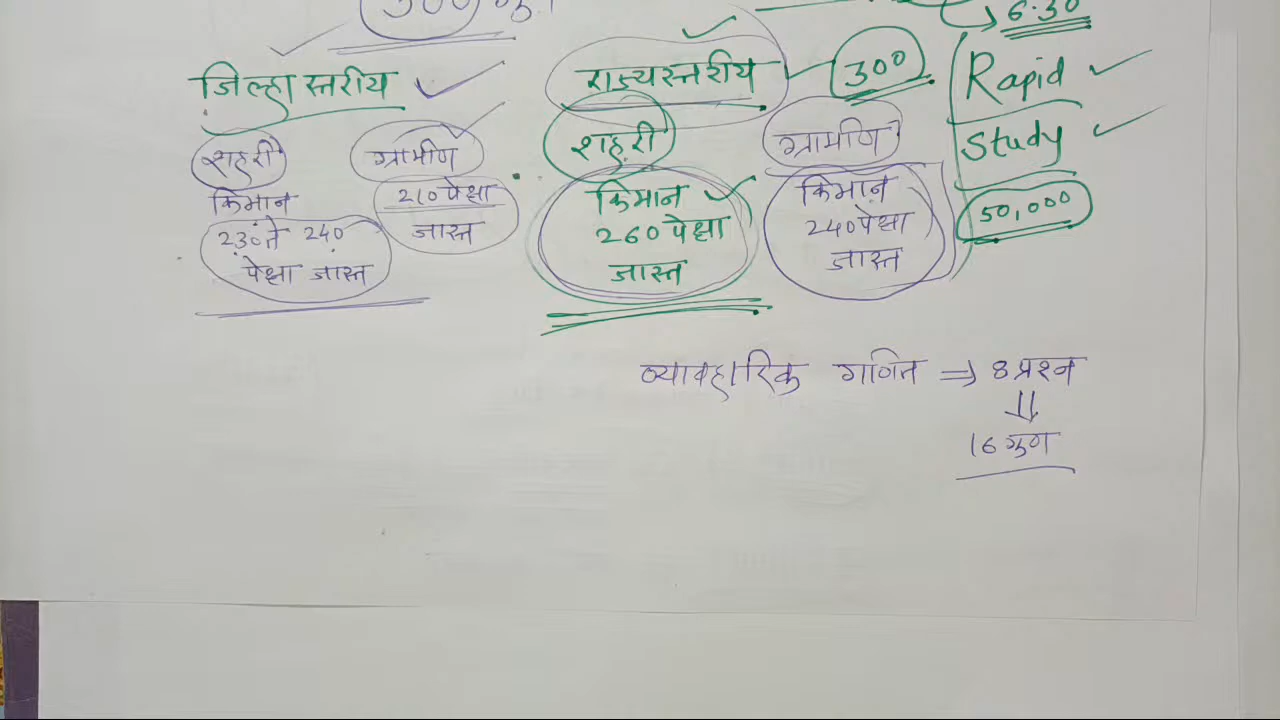 300
6:30
जिल्हास्तरीय
राज्यस्तरीय
300
Rapid
शहरी
ग्रामीण
शहरी
ग्रामीण
Study
किमान
210 पेक्षा
किमान
किमान
50,000
230 ते 240
जास्त
260 पेक्षा
240 पेक्षा
पेक्षा जास्त
जास्त
जास्त
व्यावहारिक गणित ⇒ 8 प्रश्न
⇓
16 गुण